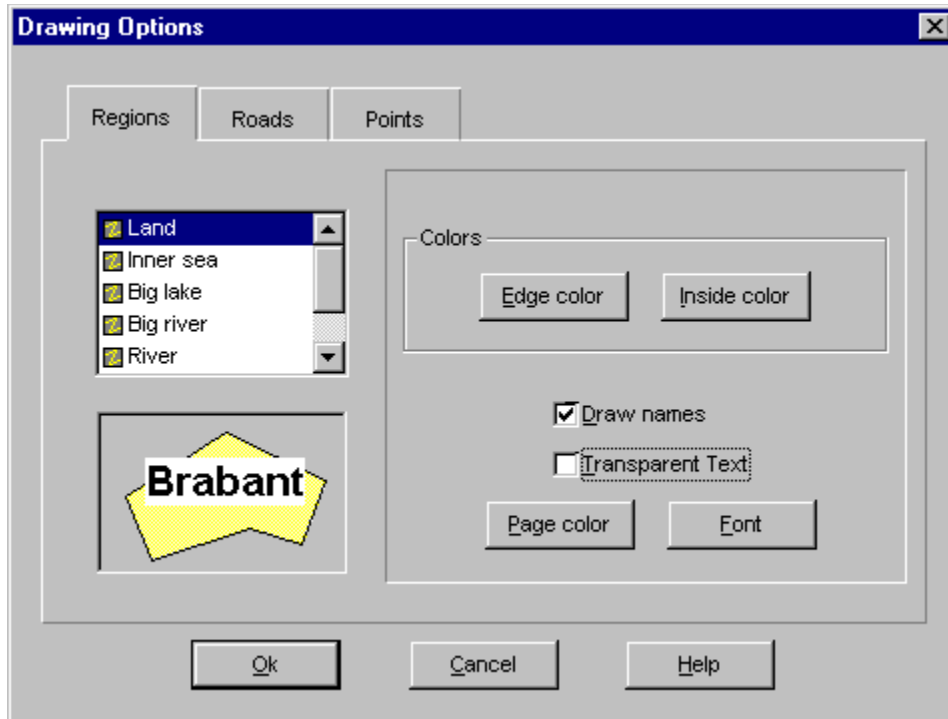 Drawing Options
Regions Roads Points
Land
Inner sea
Big lake
Big river
River
Brabant
Colors
Edge color Inside color
Draw names
Transparent Text
Page color Font
Ok Cancel Help